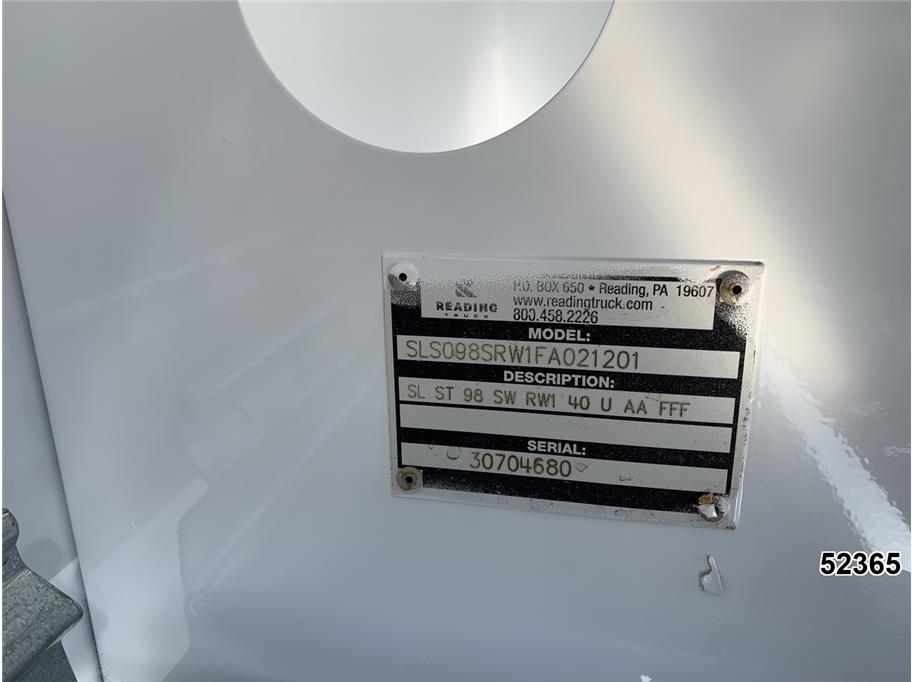 READING
TRUCK
P.O. BOX 650 • Reading, PA 19607
www.readingtruck.com
800.458.2226
MODEL:
SLS098SRW1FA021201
DESCRIPTION:
SL ST 98 SW RW1 40 U AA FFF
SERIAL:
30704680
52365